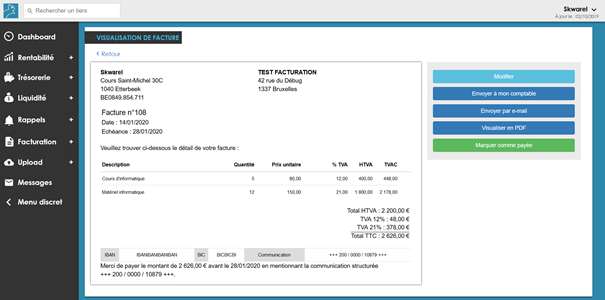 Rechercher un tiers
Skwarel
À jour le : 02/10/2019
Dashboard
Rentabilité +
Trésorerie +
Liquidité +
Rappels +
Facturation +
Upload +
Messages
Menu discret
VISUALISATION DE FACTURE
Retour
Skwarel
Cours Saint-Michel 30C
1040 Etterbeek
BE0849.854.711
TEST FACTURATION
42 rue du Débug
1337 Bruxelles
Facture n°108
Date : 14/01/2020
Echéance : 28/01/2020
Veuillez trouver ci-dessous le détail de votre facture :
Description Quantité Prix unitaire % TVA HTVA TVAC
Cours d'informatique 5 80,00 12,00 400,00 448,00
Matériel informatique 12 150,00 21,00 1 800,00 2 178,00
Total HTVA : 2 200,00 €
TVA 12% : 48,00 €
TVA 21% : 378,00 €
Total TTC : 2 626,00 €
IBAN IBANIBANIBANIBAN BIC BICBICBI Communication +++ 200 / 0000 / 10879 +++
Merci de payer le montant de 2 626,00 € avant le 28/01/2020 en mentionnant la communication structurée
+++ 200 / 0000 / 10879 +++.
Modifier
Envoyer à mon comptable
Envoyer par e-mail
Visualiser en PDF
Marquer comme payée